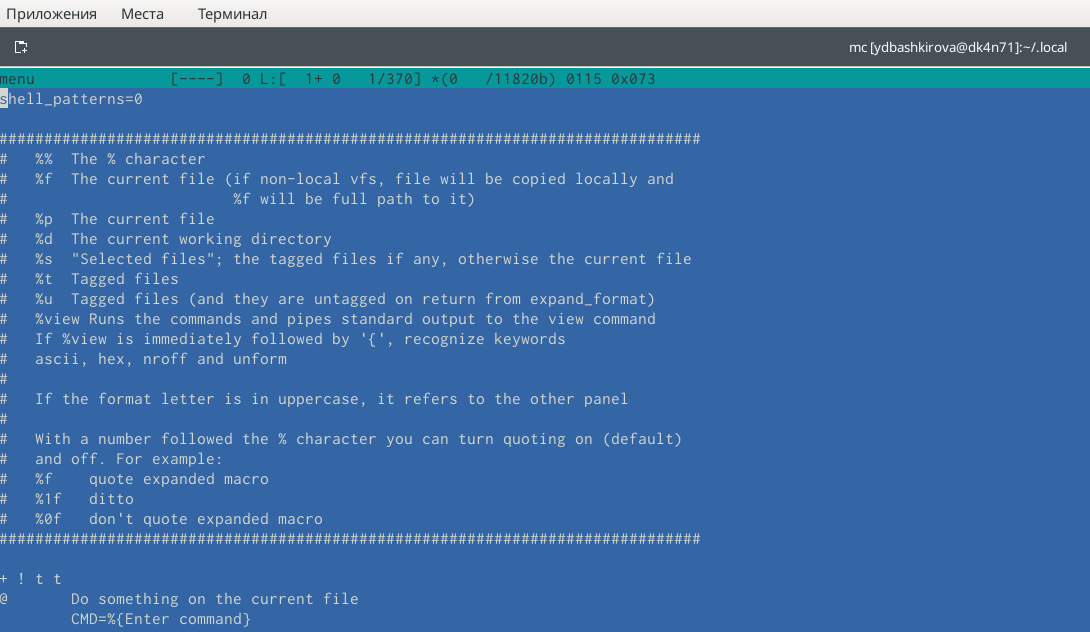 Приложения Места Терминал
mc [ydbashkirova@dk4n71]:~/.local
menu [----] 0 L:[ 1+ 0 1/370] *(0 /11820b) 0115 0x073
shell_patterns=0
##############################################################################
# %% The % character
# %f The current file (if non-local vfs, file will be copied locally and
# %f will be full path to it)
# %p The current file
# %d The current working directory
# %s "Selected files"; the tagged files if any, otherwise the current file
# %t Tagged files
# %u Tagged files (and they are untagged on return from expand_format)
# %view Runs the commands and pipes standard output to the view command
# If %view is immediately followed by '{', recognize keywords
# ascii, hex, nroff and unform
#
# If the format letter is in uppercase, it refers to the other panel
#
# With a number followed the % character you can turn quoting on (default)
# and off. For example:
# %f quote expanded macro
# %1f ditto
# %0f don't quote expanded macro
##############################################################################
+ ! t t
@ Do something on the current file
CMD=%{Enter command}